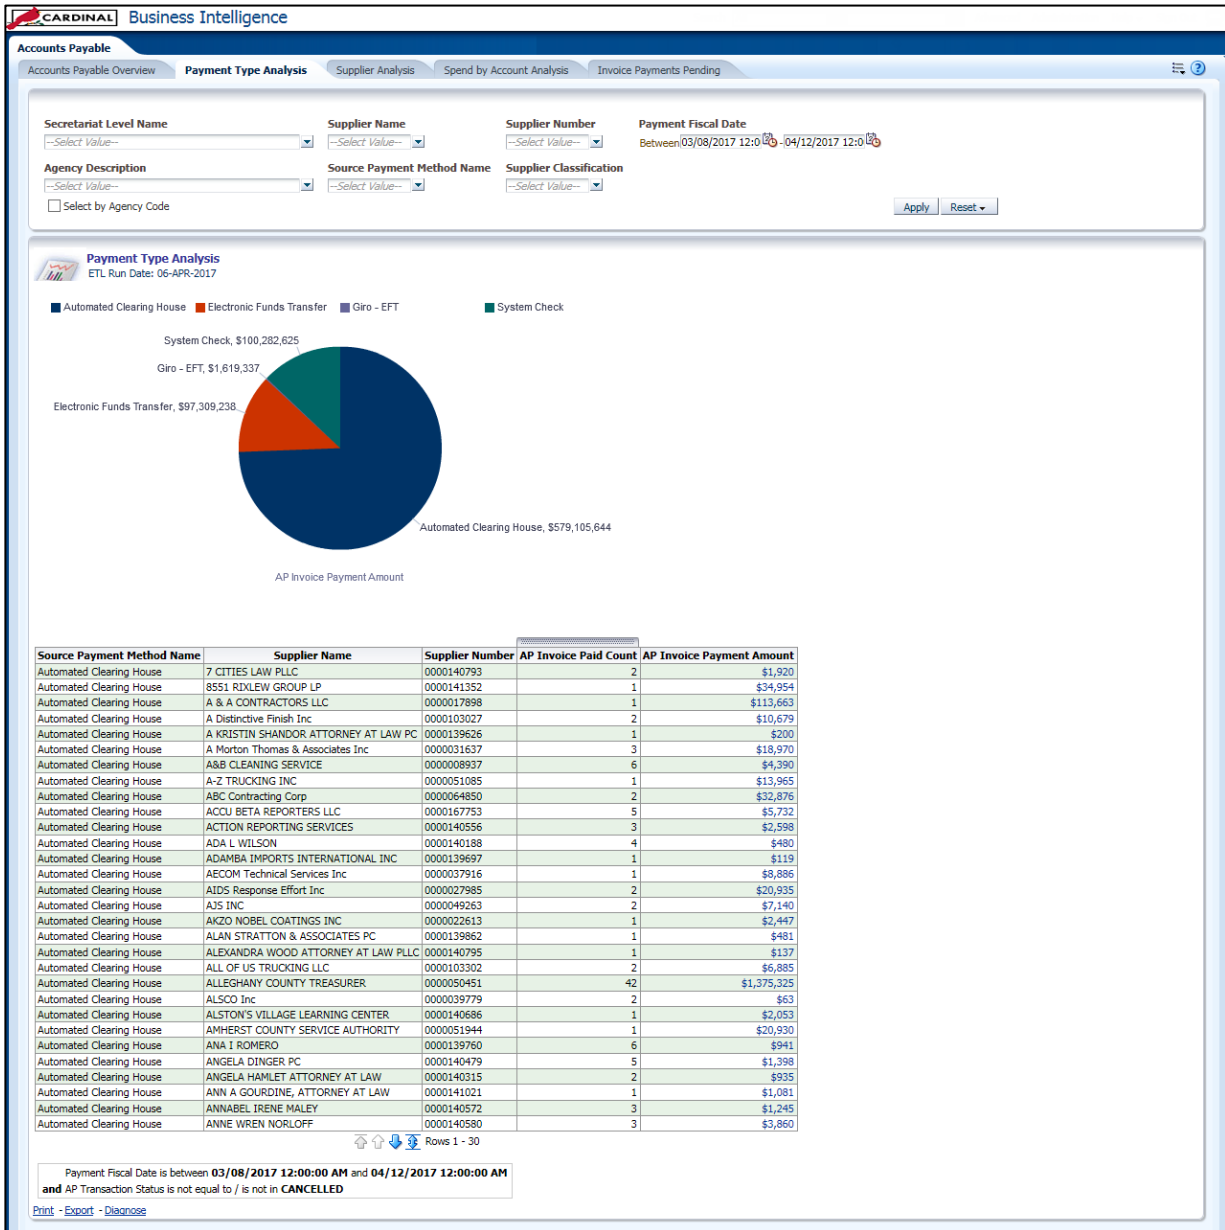 CARDINAL Business Intelligence
Accounts Payable
Accounts Payable Overview Payment Type Analysis Supplier Analysis Spend by Account Analysis Invoice Payments Pending
Secretariat Level Name Supplier Name Supplier Number Payment Fiscal Date
--Select Value-- --Select Value-- --Select Value-- Between 03/08/2017 12:0 - 04/12/2017 12:0
Agency Description Source Payment Method Name Supplier Classification
--Select Value-- --Select Value-- --Select Value--
Select by Agency Code Apply Reset
Payment Type Analysis
ETL Run Date: 06-APR-2017
Automated Clearing House Electronic Funds Transfer Giro - EFT System Check
System Check, $100,282,625
Giro - EFT, $1,619,337
Electronic Funds Transfer, $97,309,238
Automated Clearing House, $579,105,644
AP Invoice Payment Amount
Source Payment Method Name Supplier Name Supplier Number AP Invoice Paid Count AP Invoice Payment Amount
Automated Clearing House 7 CITIES LAW PLLC 0000140793 2 $1,920
Automated Clearing House 8551 RIXLEW GROUP LP 0000141352 1 $34,954
Automated Clearing House A & A CONTRACTORS LLC 0000017898 1 $113,663
Automated Clearing House A Distinctive Finish Inc 0000103027 2 $10,679
Automated Clearing House A KRISTIN SHANDOR ATTORNEY AT LAW PC 0000139626 1 $200
Automated Clearing House A Morton Thomas & Associates Inc 0000031637 3 $18,970
Automated Clearing House A&B CLEANING SERVICE 0000008937 6 $4,390
Automated Clearing House A-Z TRUCKING INC 0000051085 1 $13,965
Automated Clearing House ABC Contracting Corp 0000064850 2 $32,876
Automated Clearing House ACCU BETA REPORTERS LLC 0000167753 5 $5,732
Automated Clearing House ACTION REPORTING SERVICES 0000140556 3 $2,598
Automated Clearing House ADA L WILSON 0000140188 4 $480
Automated Clearing House ADAMBA IMPORTS INTERNATIONAL INC 0000139697 1 $119
Automated Clearing House AECOM Technical Services Inc 0000037916 1 $8,886
Automated Clearing House AIDS Response Effort Inc 0000027985 2 $20,935
Automated Clearing House AJS INC 0000049263 2 $7,140
Automated Clearing House AKZO NOBEL COATINGS INC 0000022613 1 $2,447
Automated Clearing House ALAN STRATTON & ASSOCIATES PC 0000139862 1 $481
Automated Clearing House ALEXANDRA WOOD ATTORNEY AT LAW PLLC 0000140795 1 $137
Automated Clearing House ALL OF US TRUCKING LLC 0000103302 2 $6,885
Automated Clearing House ALLEGHANY COUNTY TREASURER 0000050451 42 $1,375,325
Automated Clearing House ALSCO Inc 0000039779 2 $63
Automated Clearing House ALSTON'S VILLAGE LEARNING CENTER 0000140686 1 $2,053
Automated Clearing House AMHERST COUNTY SERVICE AUTHORITY 0000051944 1 $20,930
Automated Clearing House ANA I ROMERO 0000139760 6 $941
Automated Clearing House ANGELA DINGER PC 0000140479 5 $1,398
Automated Clearing House ANGELA HAMLET ATTORNEY AT LAW 0000140315 2 $935
Automated Clearing House ANN A GOURDINE, ATTORNEY AT LAW 0000141021 1 $1,081
Automated Clearing House ANNABEL IRENE MALEY 0000140572 3 $1,245
Automated Clearing House ANNE WREN NORLOFF 0000140580 3 $3,860
Rows 1 - 30
Payment Fiscal Date is between 03/08/2017 12:00:00 AM and 04/12/2017 12:00:00 AM
and AP Transaction Status is not equal to / is not in CANCELLED
Print - Export - Diagnose